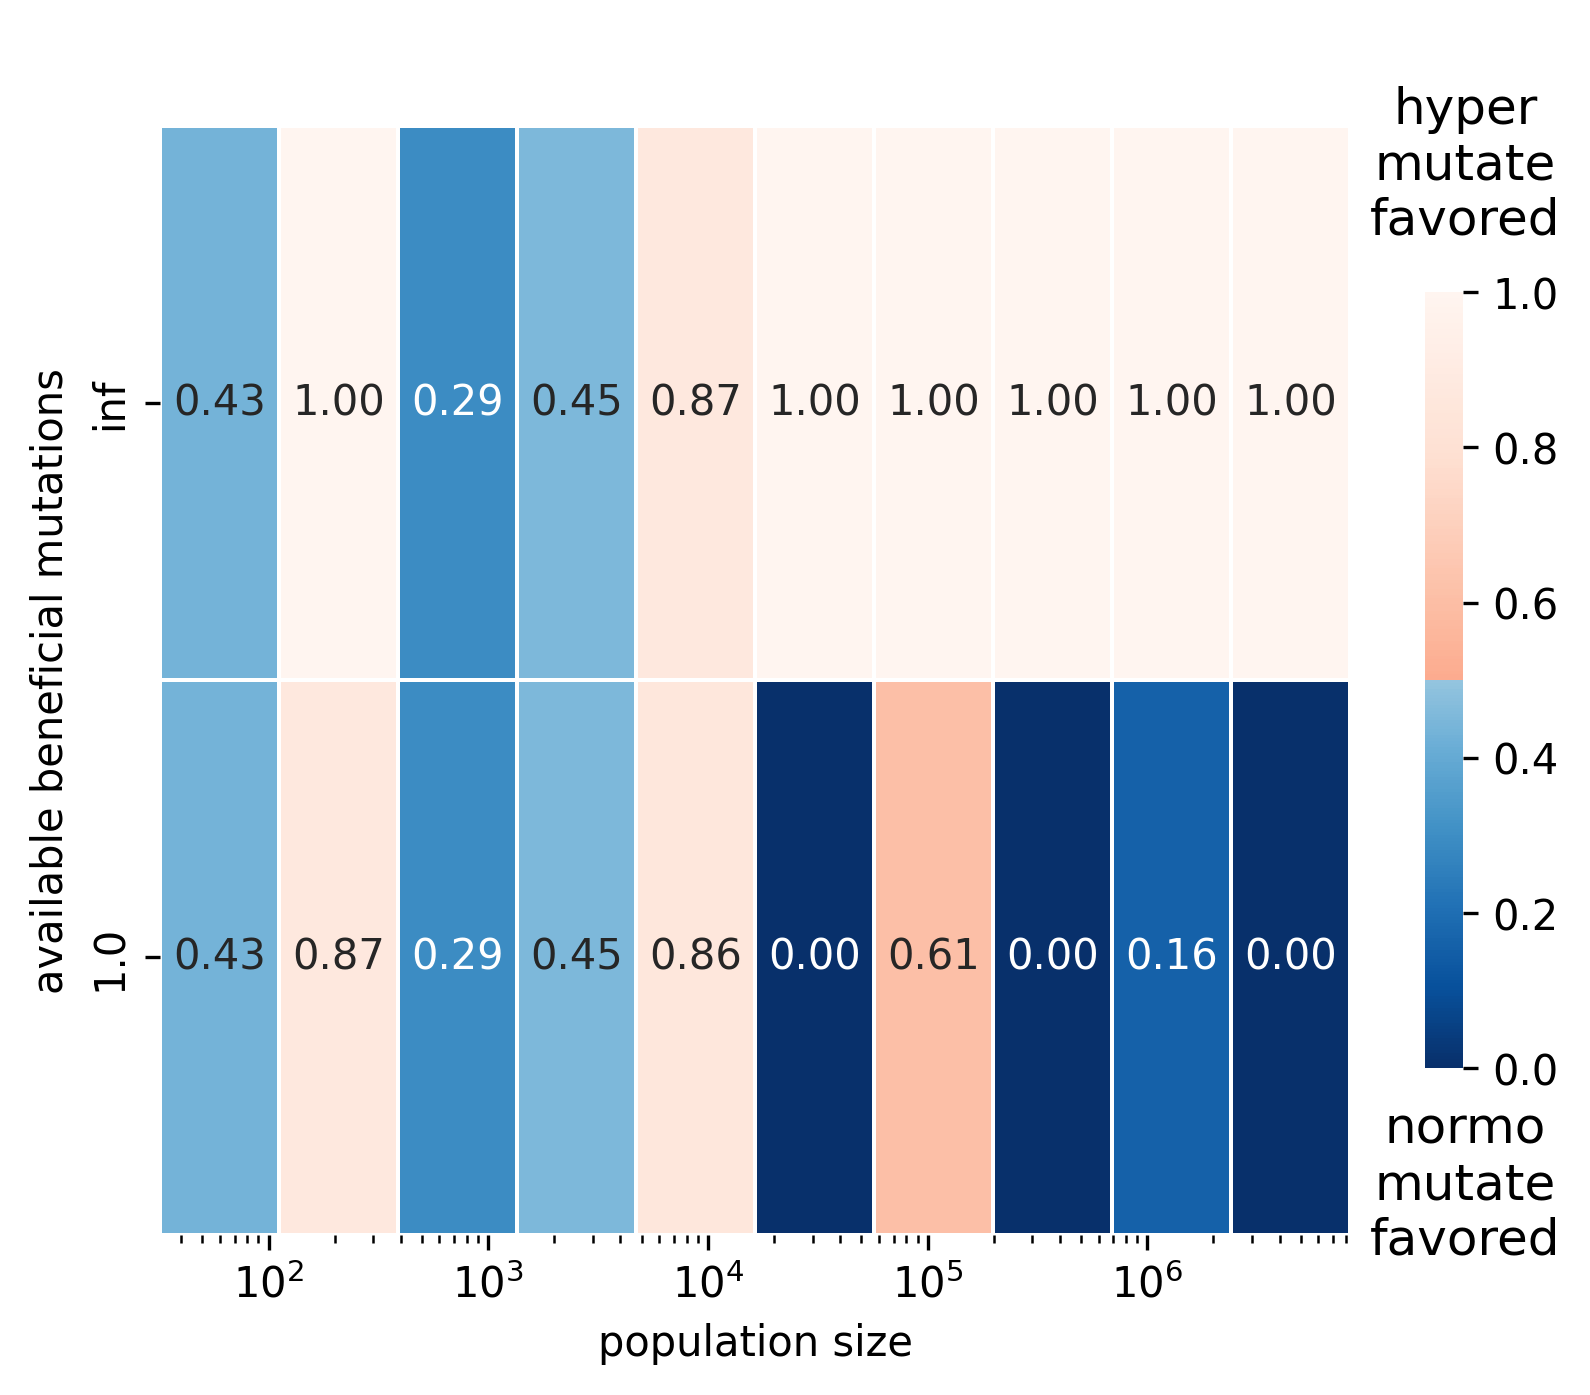 hyper
mutate
favored
available beneficial mutations
inf
0.43 1.00 0.29 0.45 0.87 1.00 1.00 1.00 1.00 1.00
1.0
0.43 0.87 0.29 0.45 0.86 0.00 0.61 0.00 0.16 0.00
1.0
0.8
0.6
0.4
0.2
0.0
normo
mutate
favored
10² 10³ 10⁴ 10⁵ 10⁶
population size